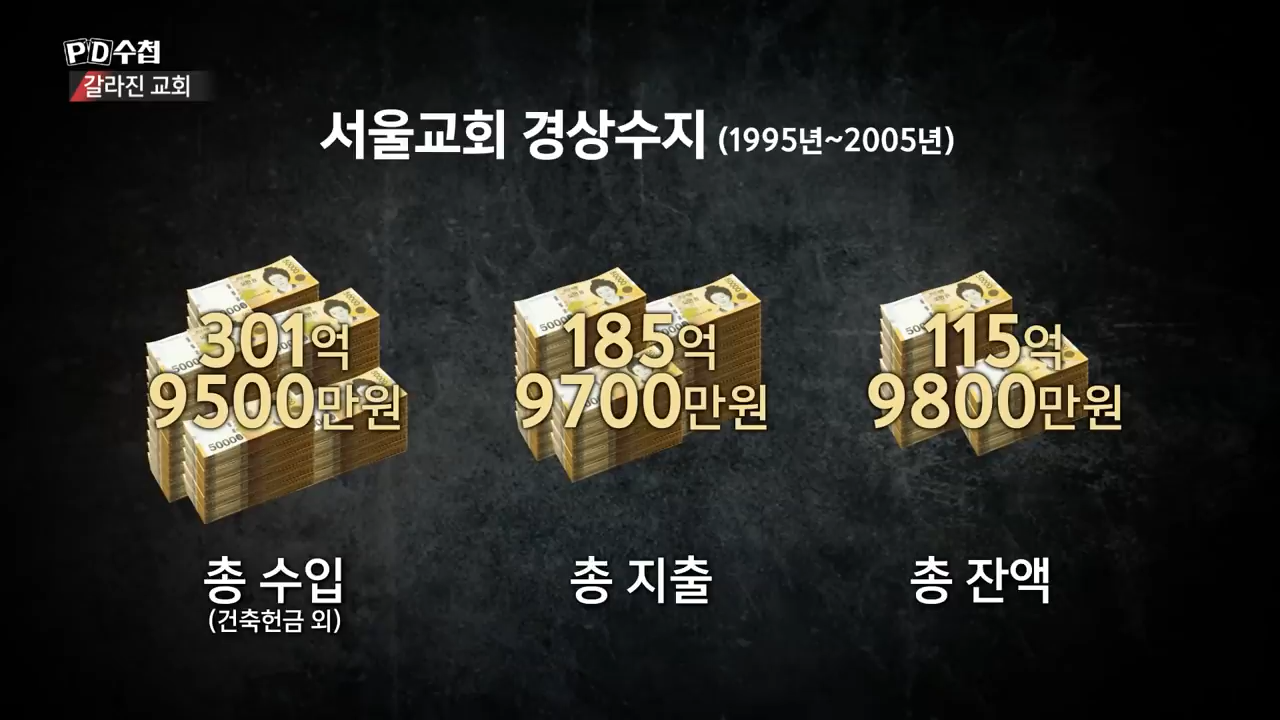 PD수첩
갈라진 교회
서울교회 경상수지 (1995년~2005년)
301억
9500만원
185억
9700만원
115억
9800만원
총 수입
(건축헌금 외)
총 지출
총 잔액